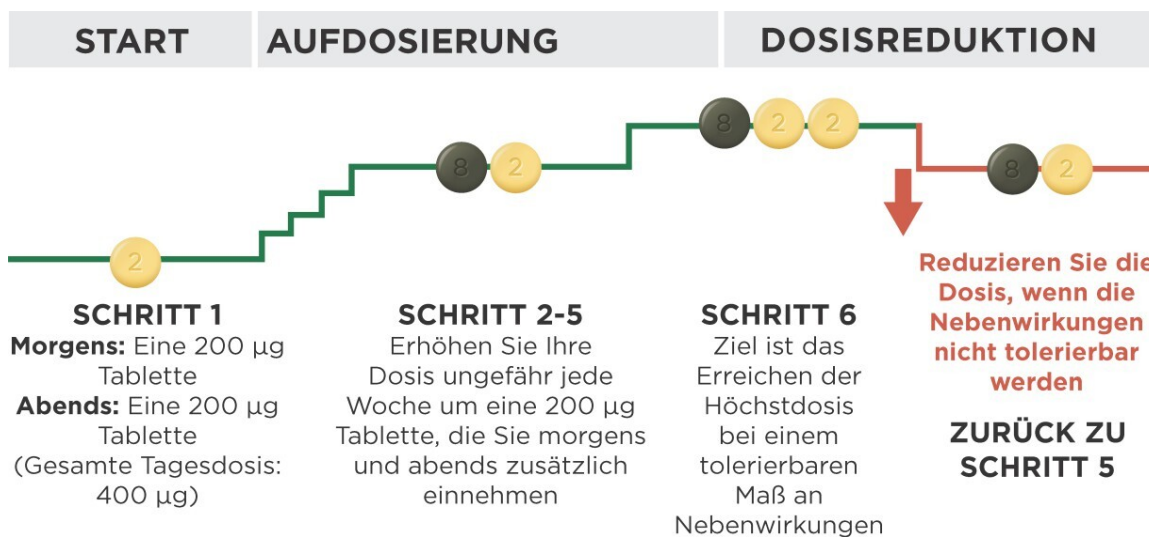 START
AUFDOSIERUNG
DOSISREDUKTION
2
8 2
8 2 2
8 2
SCHRITT 1
Morgens: Eine 200 µg
Tablette
Abends: Eine 200 µg
Tablette
(Gesamte Tagesdosis:
400 µg)
SCHRITT 2-5
Erhöhen Sie Ihre
Dosis ungefähr jede
Woche um eine 200 µg
Tablette, die Sie morgens
und abends zusätzlich
einnehmen
SCHRITT 6
Ziel ist das
Erreichen der
Höchstdosis
bei einem
tolerierbaren
Maß an
Nebenwirkungen
Reduzieren Sie die
Dosis, wenn die
Nebenwirkungen
nicht tolerierbar
werden
ZURÜCK ZU
SCHRITT 5